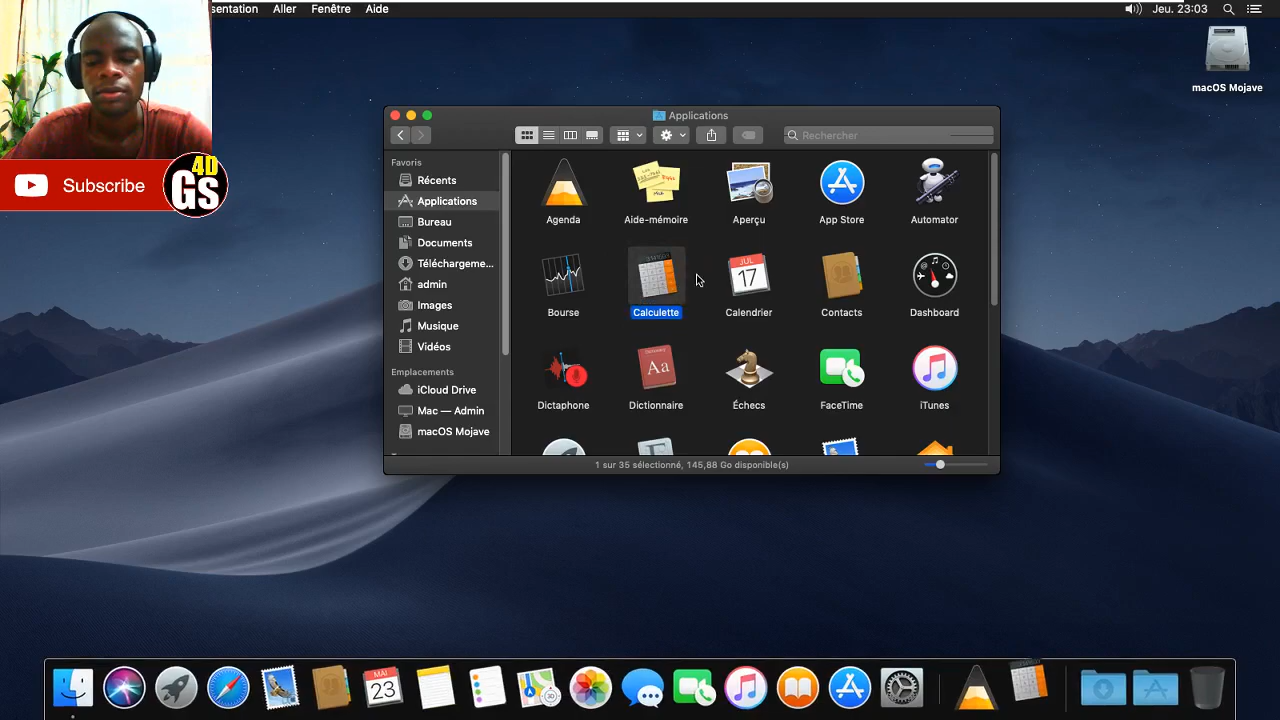 sentation Aller Fenêtre Aide Jeu. 23:03
macOS Mojave
Subscribe
4D
Gs
Applications
Rechercher
Favoris
Récents
Applications
Bureau
Documents
Téléchargeme...
admin
Images
Musique
Vidéos
Emplacements
iCloud Drive
Mac — Admin
macOS Mojave
Agenda Aide-mémoire Aperçu App Store Automator
JUL
17
Bourse Calculette Calendrier Contacts Dashboard
Dictionary
Aa
Dictaphone Dictionnaire Échecs FaceTime iTunes
1 sur 35 sélectionné, 145,88 Go disponible(s)
MAI
23
3D